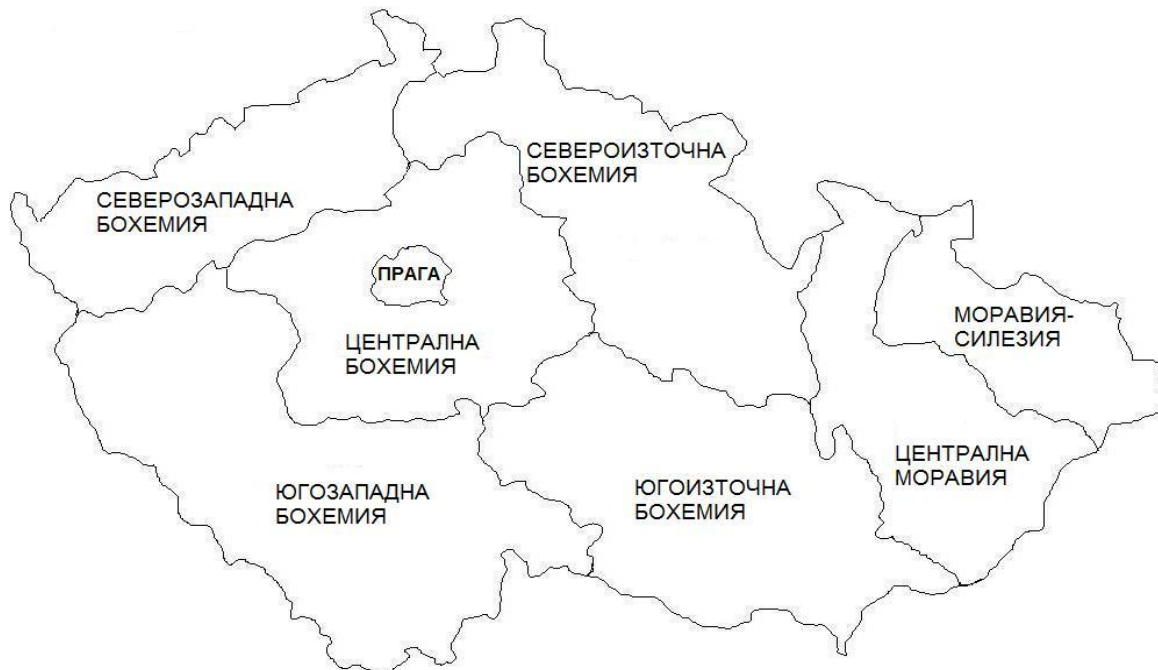 СЕВЕРОИЗТОЧНА
БОХЕМИЯ
СЕВЕРОЗАПАДНА
БОХЕМИЯ
ПРАГА
МОРАВИЯ-
СИЛЕЗИЯ
ЦЕНТРАЛНА
БОХЕМИЯ
ЦЕНТРАЛНА
МОРАВИЯ
ЮГОЗАПАДНА
БОХЕМИЯ
ЮГОИЗТОЧНА
БОХЕМИЯ